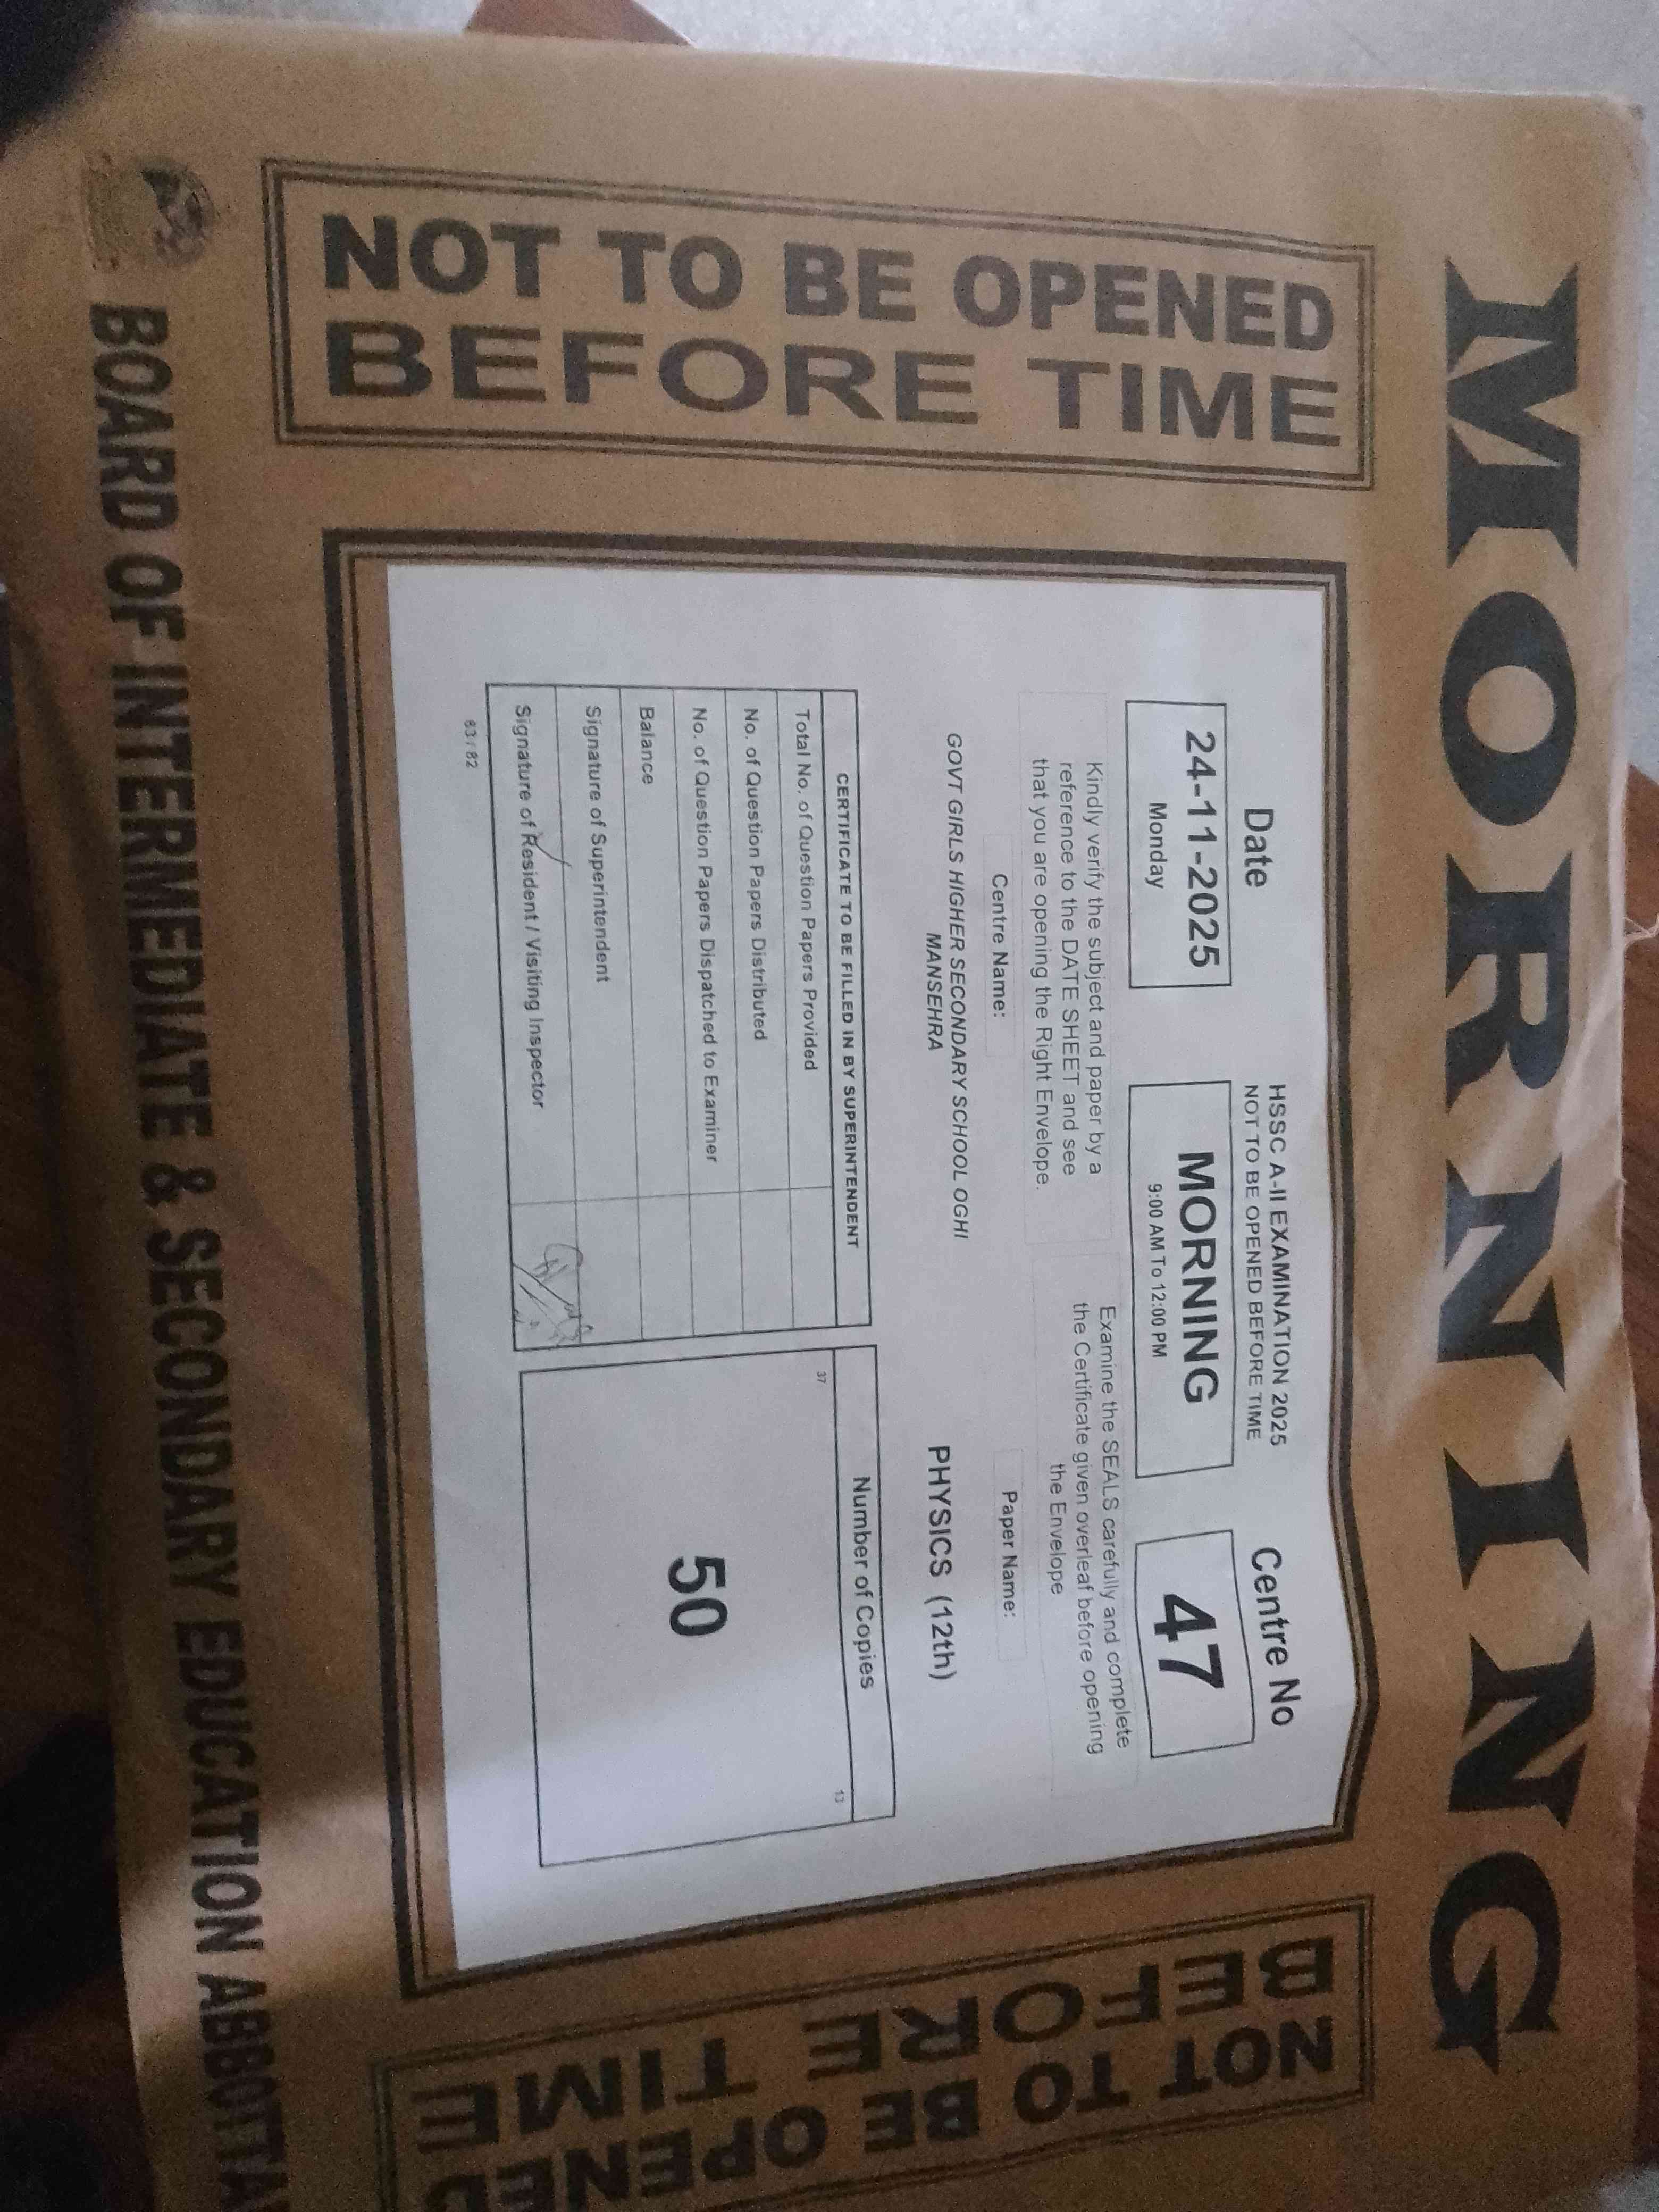 MORNING
NOT TO BE OPENED
BEFORE TIME
HSSC A-II EXAMINATION 2025
NOT TO BE OPENED BEFORE TIME
Date
24-11-2025
Monday
MORNING
9:00 AM To 12:00 PM
Centre No
47
Kindly verify the subject and paper by a
reference to the DATE SHEET and see
that you are opening the Right Envelope.
Examine the SEALS carefully and complete
the Certificate given overleaf before opening
the Envelope
Centre Name:
GOVT GIRLS HIGHER SECONDARY SCHOOL OGHI
MANSEHRA
Paper Name:
PHYSICS (12th)
CERTIFICATE TO BE FILLED IN BY SUPERINTENDENT
Total No. of Question Papers Provided
No. of Question Papers Distributed
No. of Question Papers Dispatched to Examiner
Balance
Signature of Superintendent
Signature of Resident / Visiting Inspector
63 / 82
Number of Copies
37
13
50
NOT TO BE OPENED
BEFORE TIME
BOARD OF INTERMEDIATE & SECONDARY EDUCATION ABBOTTA